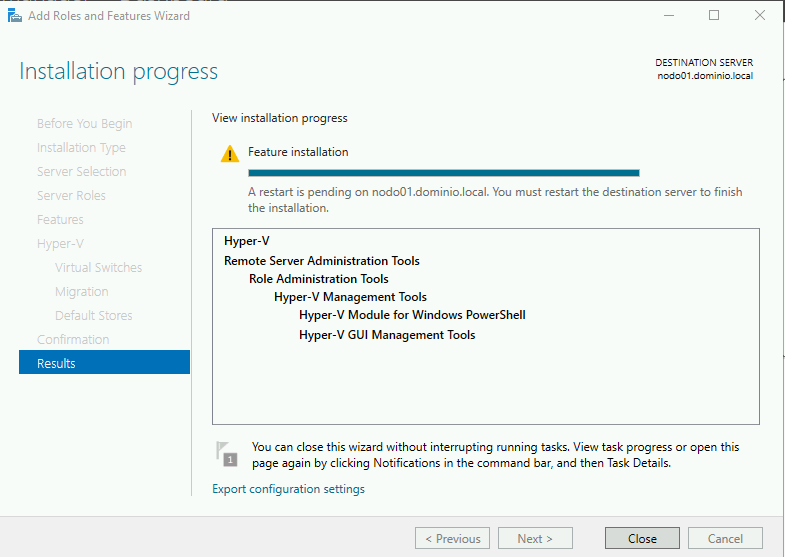 Add Roles and Features Wizard
Installation progress
DESTINATION SERVER
nodo01.dominio.local
Before You Begin
Installation Type
Server Selection
Server Roles
Features
Hyper-V
Virtual Switches
Migration
Default Stores
Confirmation
Results
View installation progress
Feature installation
A restart is pending on nodo01.dominio.local. You must restart the destination server to finish
the installation.
Hyper-V
Remote Server Administration Tools
Role Administration Tools
Hyper-V Management Tools
Hyper-V Module for Windows PowerShell
Hyper-V GUI Management Tools
1
You can close this wizard without interrupting running tasks. View task progress or open this
page again by clicking Notifications in the command bar, and then Task Details.
Export configuration settings
< Previous
Next >
Close
Cancel